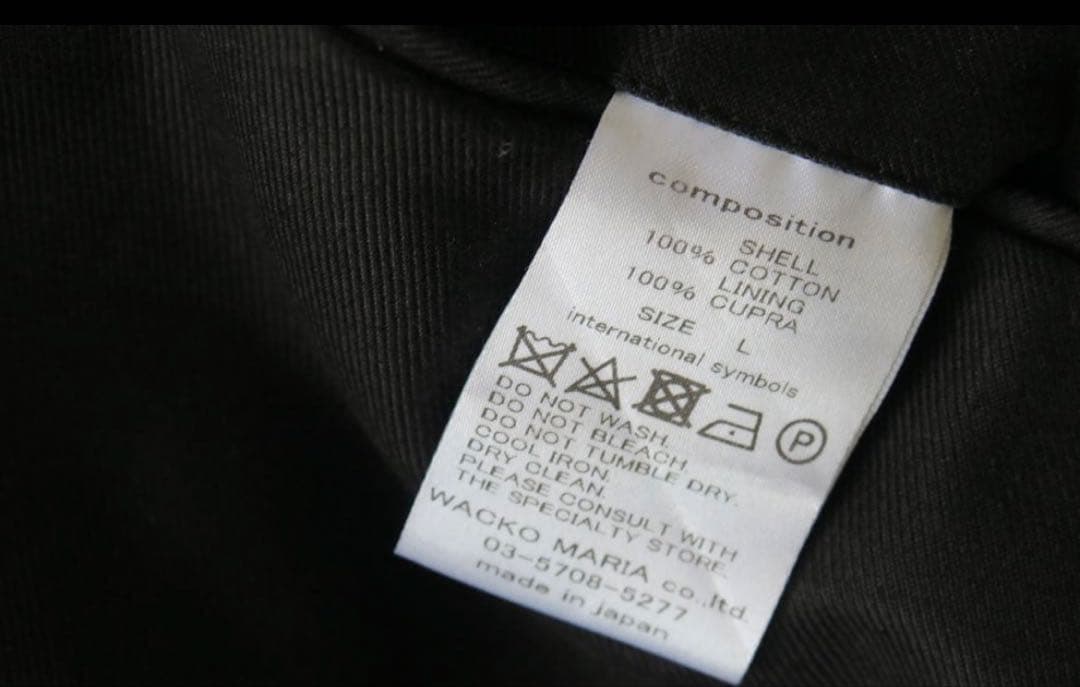 composition
SHELL
100% COTTON
LINING
100% CUPRA
SIZE L
international symbols
P
DO NOT WASH.
DO NOT BLEACH.
DO NOT TUMBLE DRY.
COOL IRON.
DRY CLEAN.
PLEASE CONSULT WITH
THE SPECIALTY STORE.
WACKO MARIA co.,ltd.
03-5708-5277
made in japan